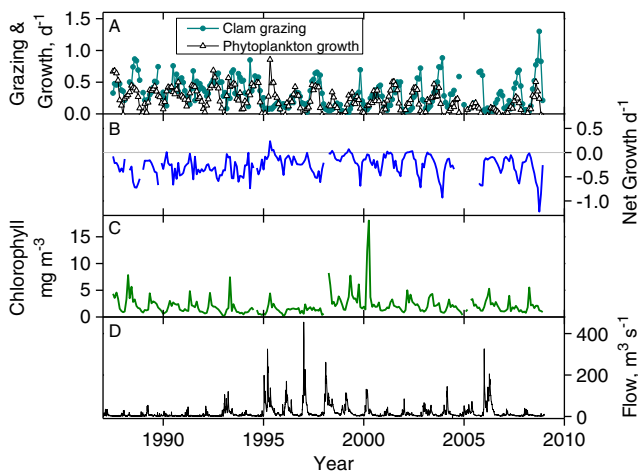 A
Clam grazing
Phytoplankton growth
Grazing &
Growth, d-1
1.5
1.0
0.5
0.0
B
0.5
0.0
-0.5
-1.0
Net Growth d-1
C
Chlorophyll
mg m-3
15
10
5
0
D
400
200
0
Flow, m3 s-1
1990
1995
2000
2005
2010
Year